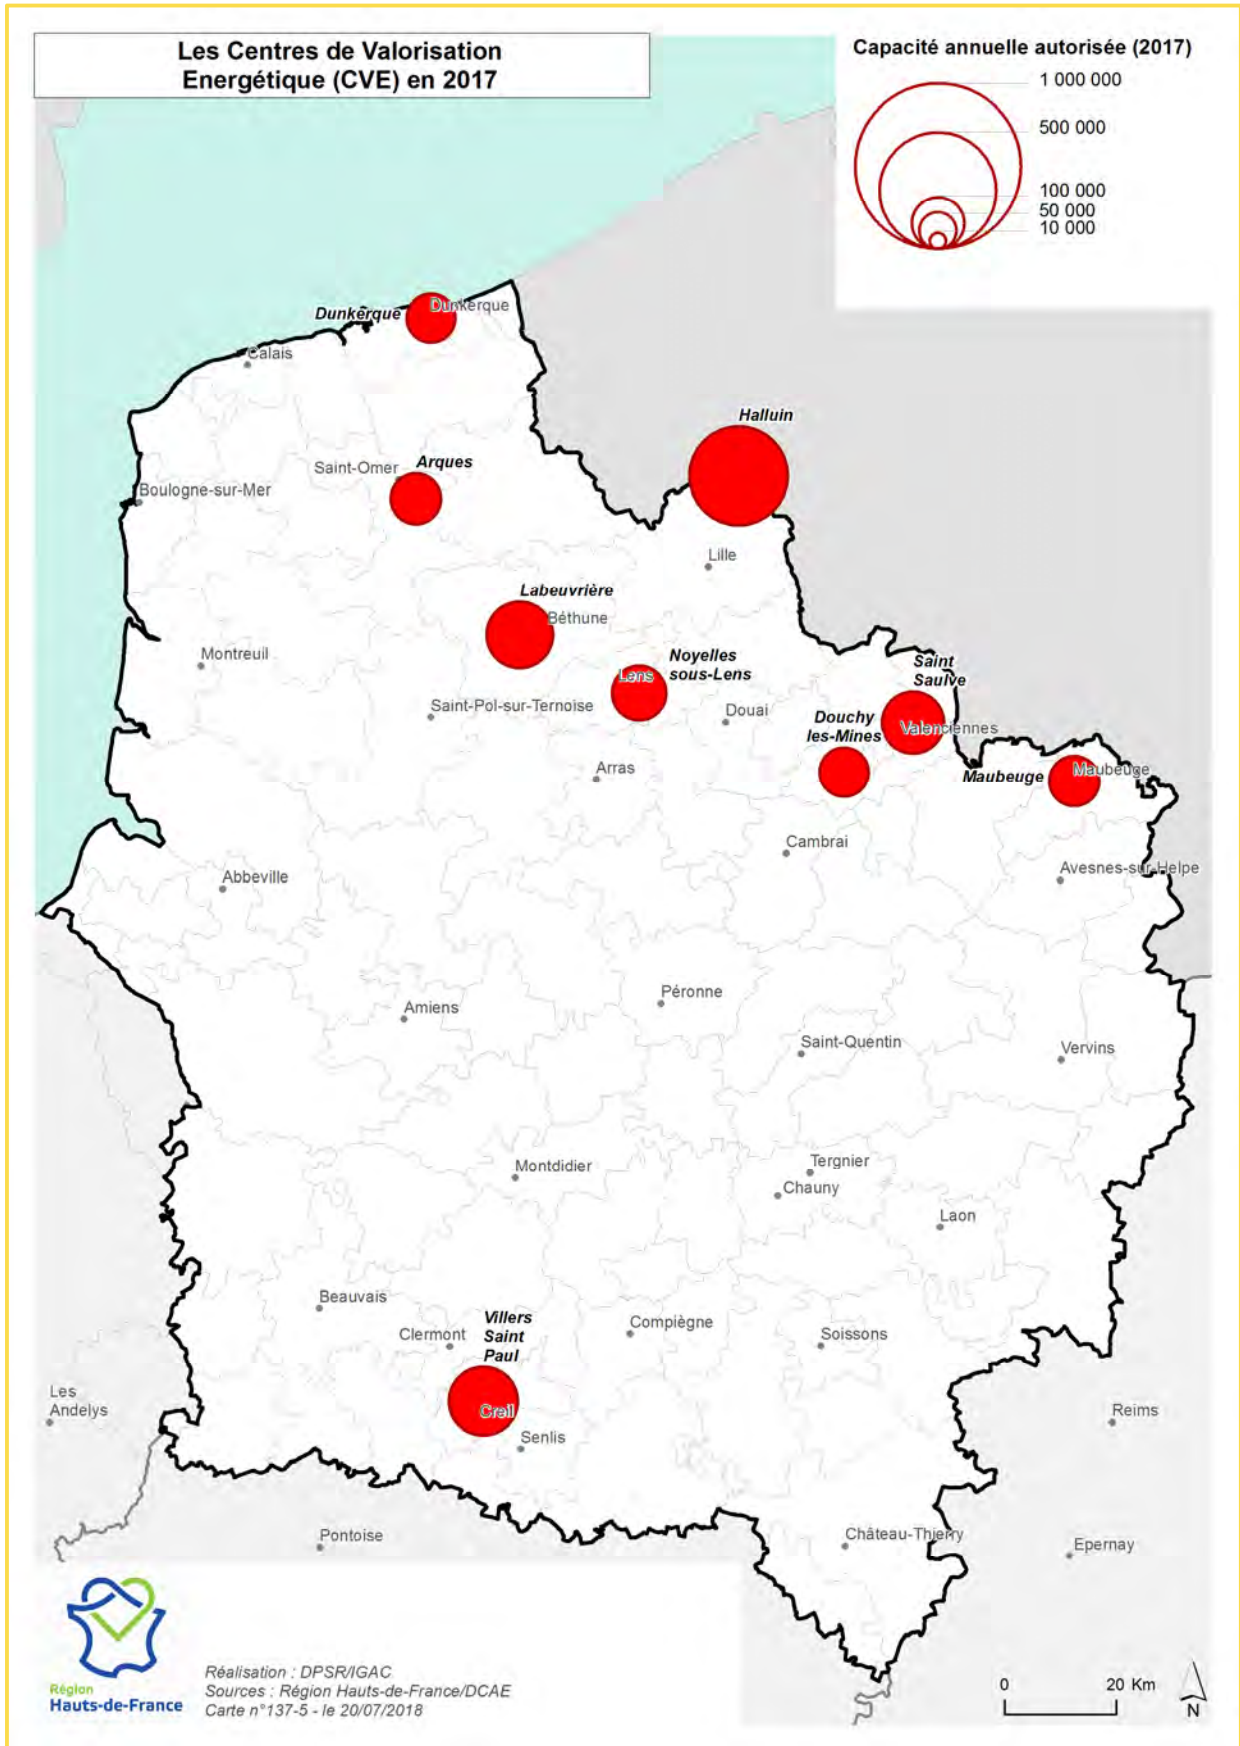 Les Centres de Valorisation
Energétique (CVE) en 2017
Capacité annuelle autorisée (2017)
1 000 000
500 000
100 000
50 000
10 000
Dunkerque
Dunkerque
Calais
Halluin
Saint-Omer
Arques
Boulogne-sur-Mer
Lille
Labeuvrière
Béthune
Montreuil
Noyelles
sous-Lens
Lens
Saint
Saulve
Saint-Pol-sur-Ternoise
Douai
Douchy
les-Mines
Valenciennes
Arras
Maubeuge
Maubeuge
Cambrai
Abbeville
Avesnes-sur-Helpe
Péronne
Amiens
Saint-Quentin
Vervins
Montdidier
Tergnier
Chauny
Laon
Beauvais
Villers
Saint
Paul
Clermont
Compiègne
Soissons
Les
Andelys
Creil
Reims
Senlis
Pontoise
Château-Thierry
Epernay
Région
Hauts-de-France
Réalisation : DPSR/IGAC
Sources : Région Hauts-de-France/DCAE
Carte n°137-5 - le 20/07/2018
0 20 Km
N